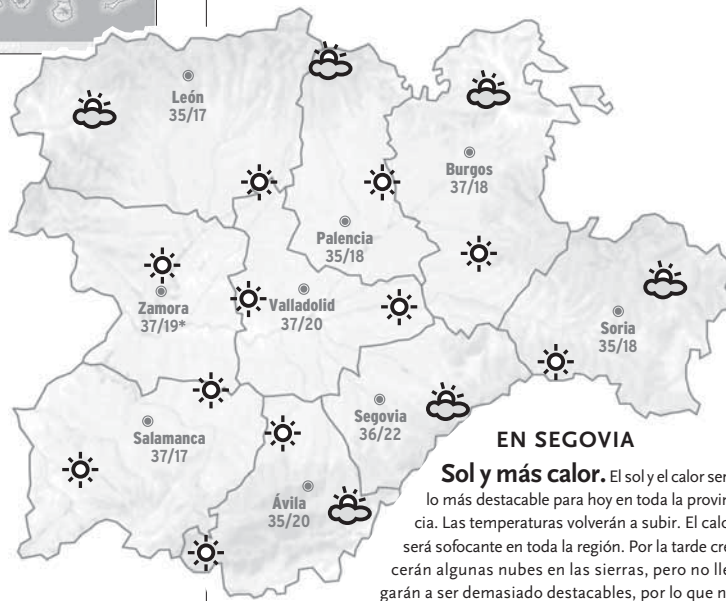 León
35/17
Burgos
37/18
Palencia
35/18
Zamora
37/19*
Valladolid
37/20
Soria
35/18
Segovia
36/22
Salamanca
37/17
Ávila
35/20
EN SEGOVIA
Sol y más calor. El sol y el calor
lo más destacable para hoy en toda la provin-
cia. Las temperaturas volverán a subir. El
será sofocante en toda la región. Por la tarde cre-
cerán algunas nubes en las sierras, pero no lle-
garán a ser demasiado destacables, por lo que